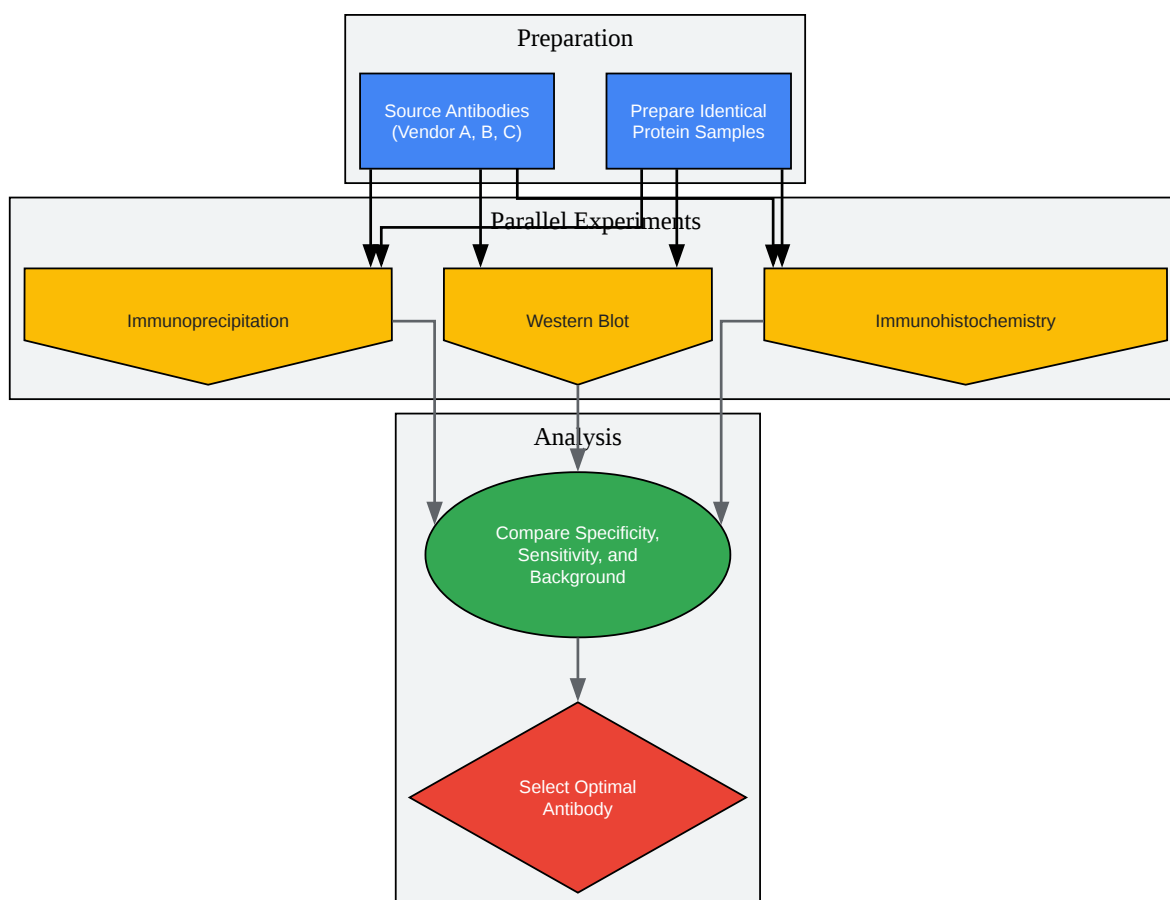 Preparation
Source Antibodies
(Vendor A, B, C)
Prepare Identical
Protein Samples
Parallel Experiments
Immunoprecipitation
Western Blot
Immunohistochemistry
Analysis
Compare Specificity,
Sensitivity, and
Background
Select Optimal
Antibody